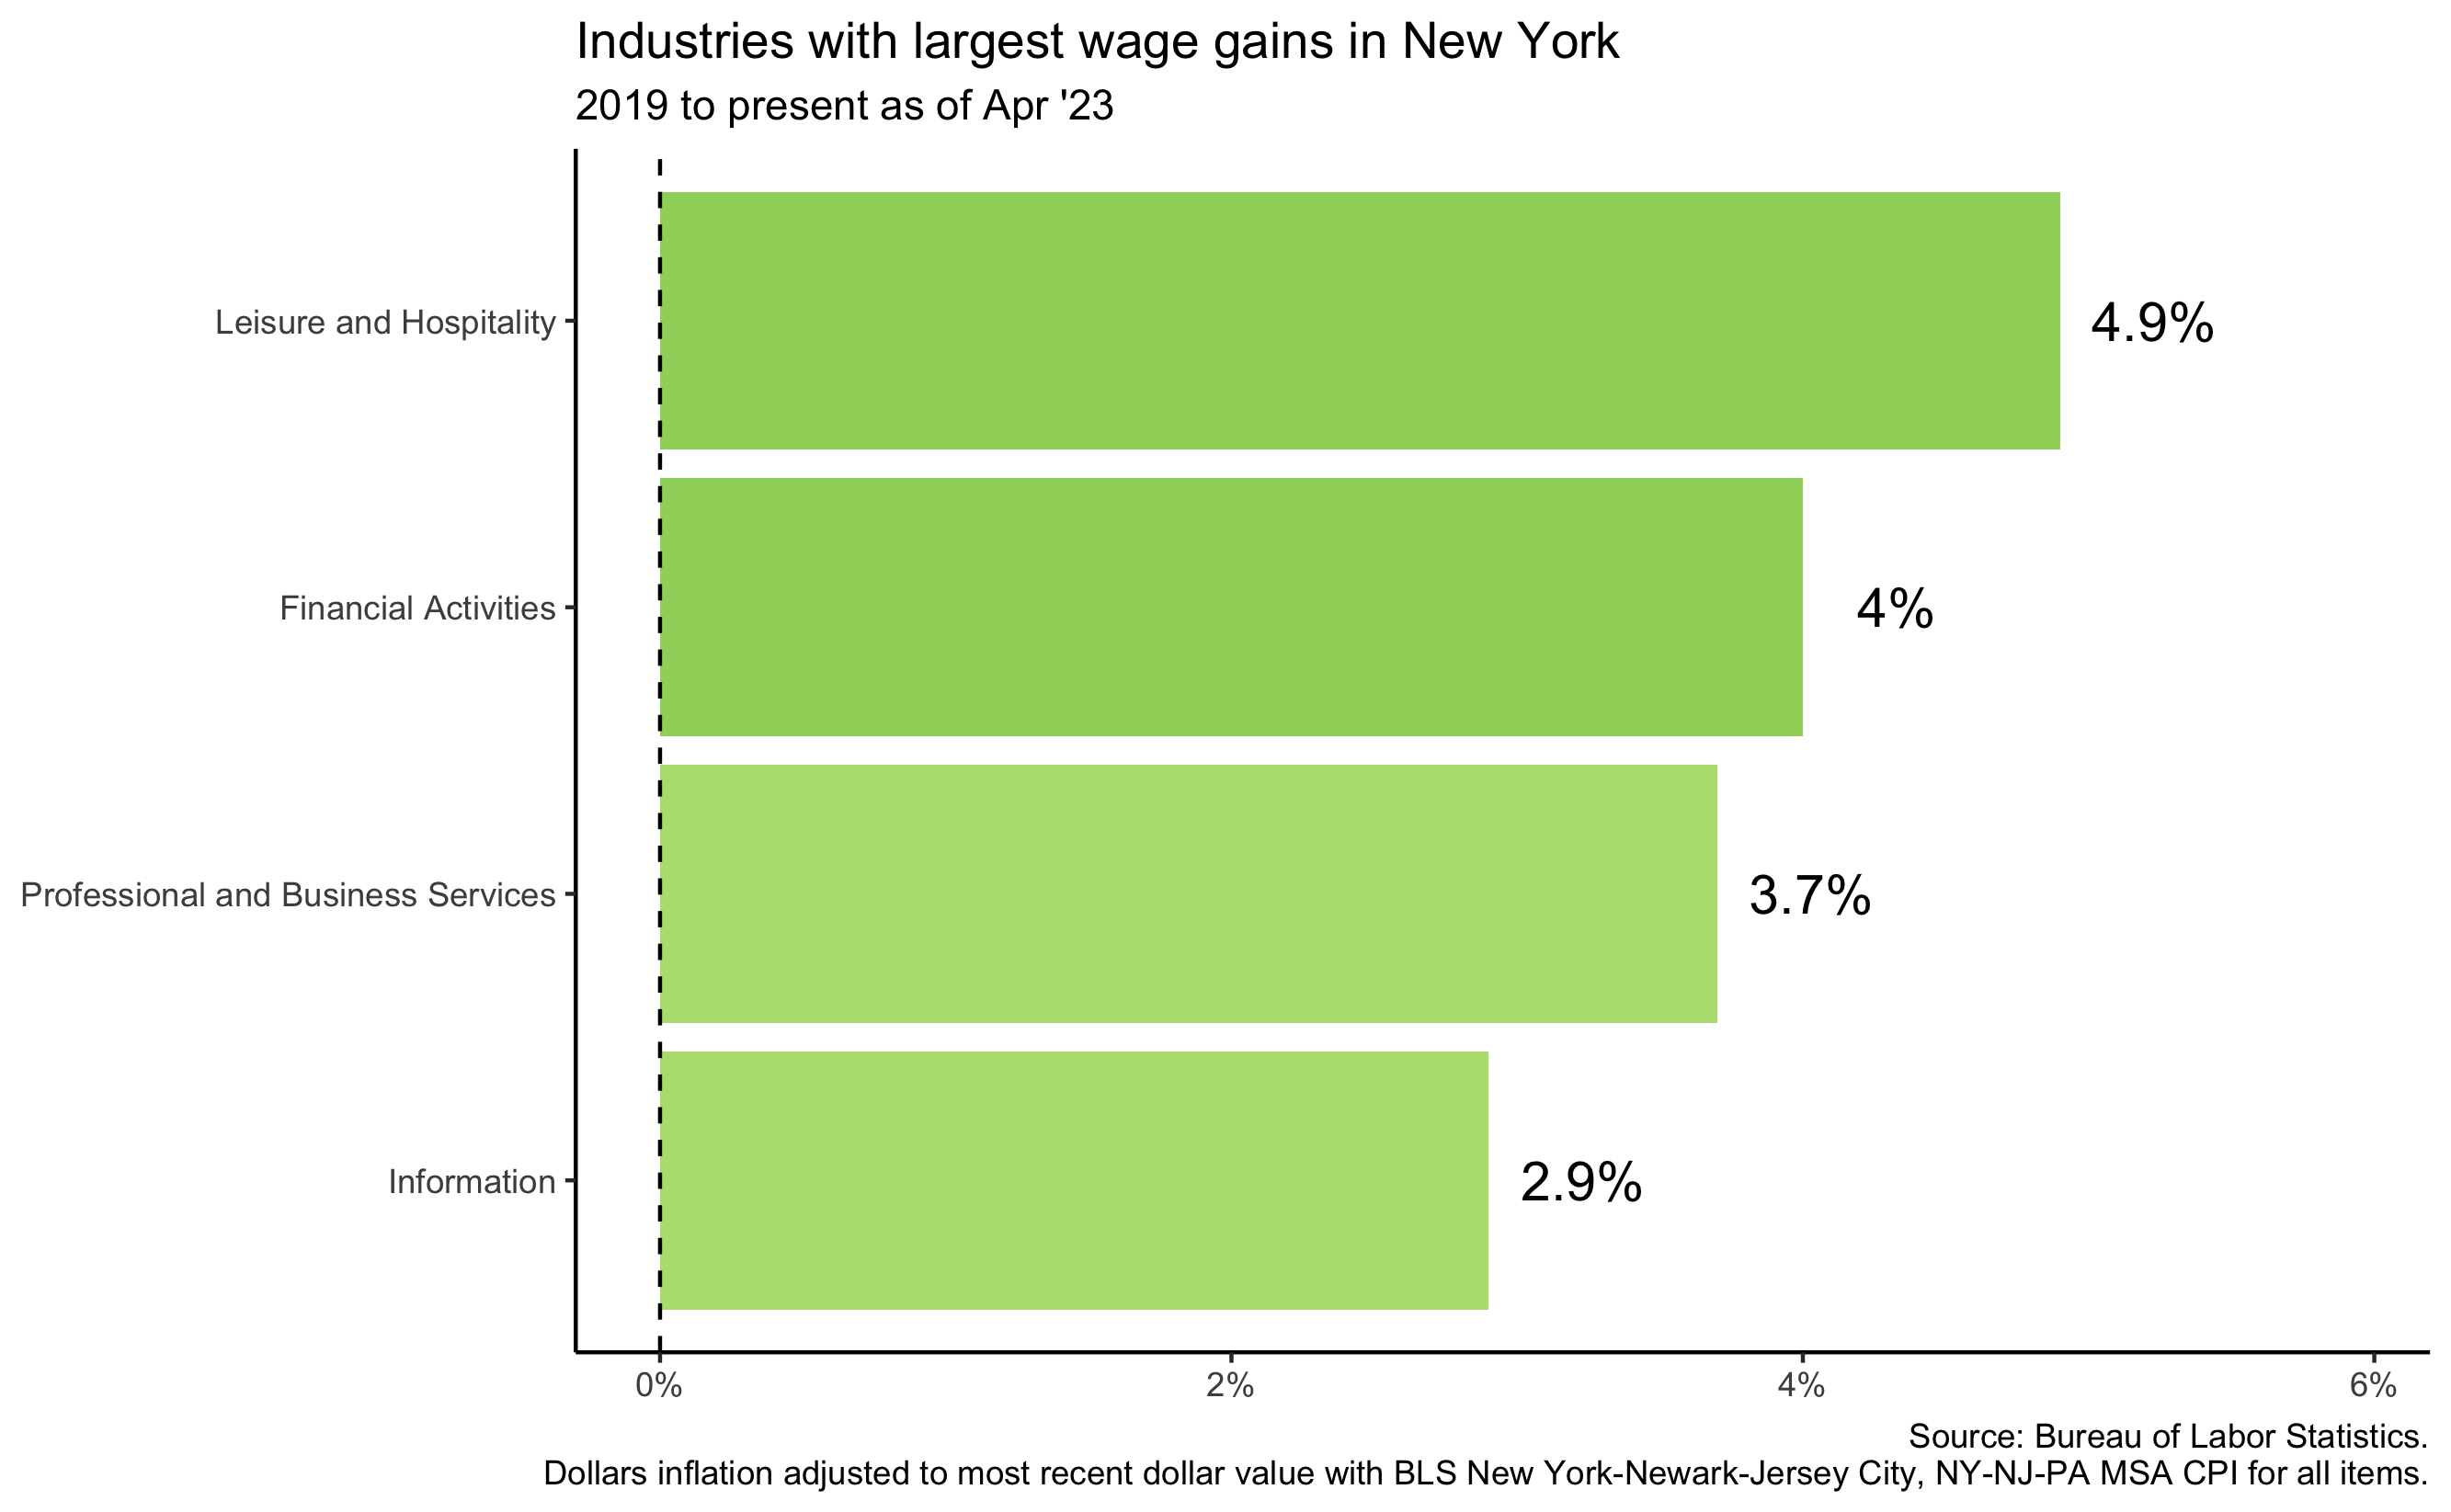 Industries with largest wage gains in New York
2019 to present as of Apr '23
Leisure and Hospitality
4.9%
Financial Activities
4%
Professional and Business Services
3.7%
Information
2.9%
0%
2%
4%
6%
Source: Bureau of Labor Statistics.
Dollars inflation adjusted to most recent dollar value with BLS New York-Newark-Jersey City, NY-NJ-PA MSA CPI for all items.